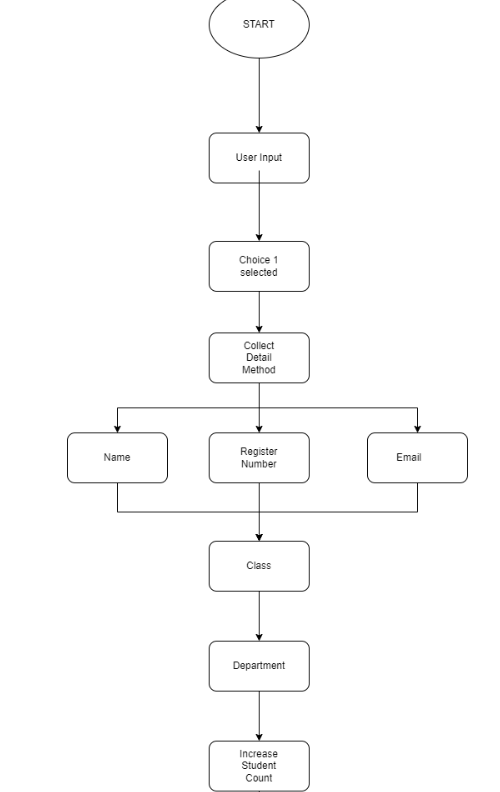 START
User Input
Choice 1
selected
Collect
Detail
Method
Name
Register
Number
Email
Class
Department
Increase
Student
Count